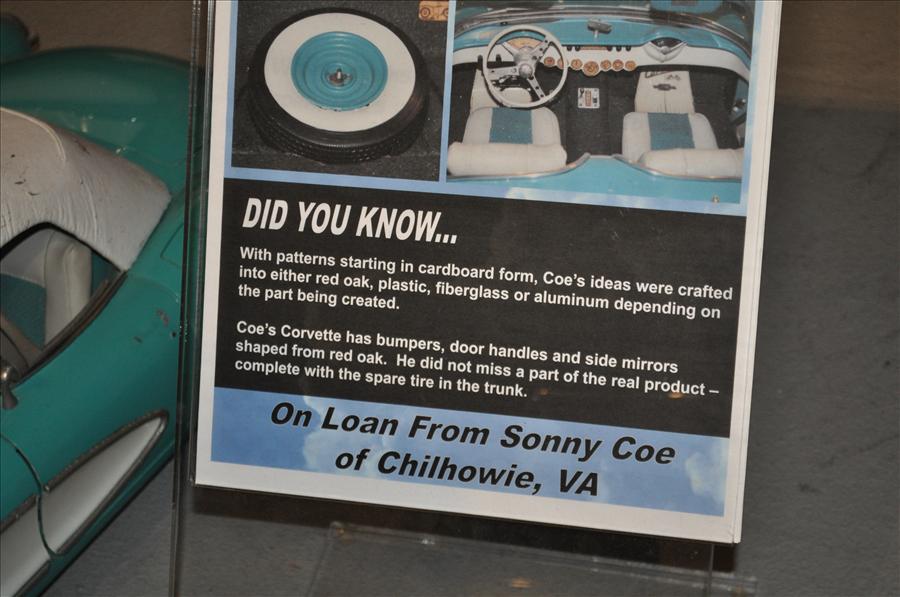 DID YOU KNOW...
With patterns starting in cardboard form, Coe's ideas were crafted
into either red oak, plastic, fiberglass or aluminum depending on
the part being created.
Coe's Corvette has bumpers, door handles and side mirrors
shaped from red oak. He did not miss a part of the real product –
complete with the spare tire in the trunk.
On Loan From Sonny Coe
of Chilhowie, VA